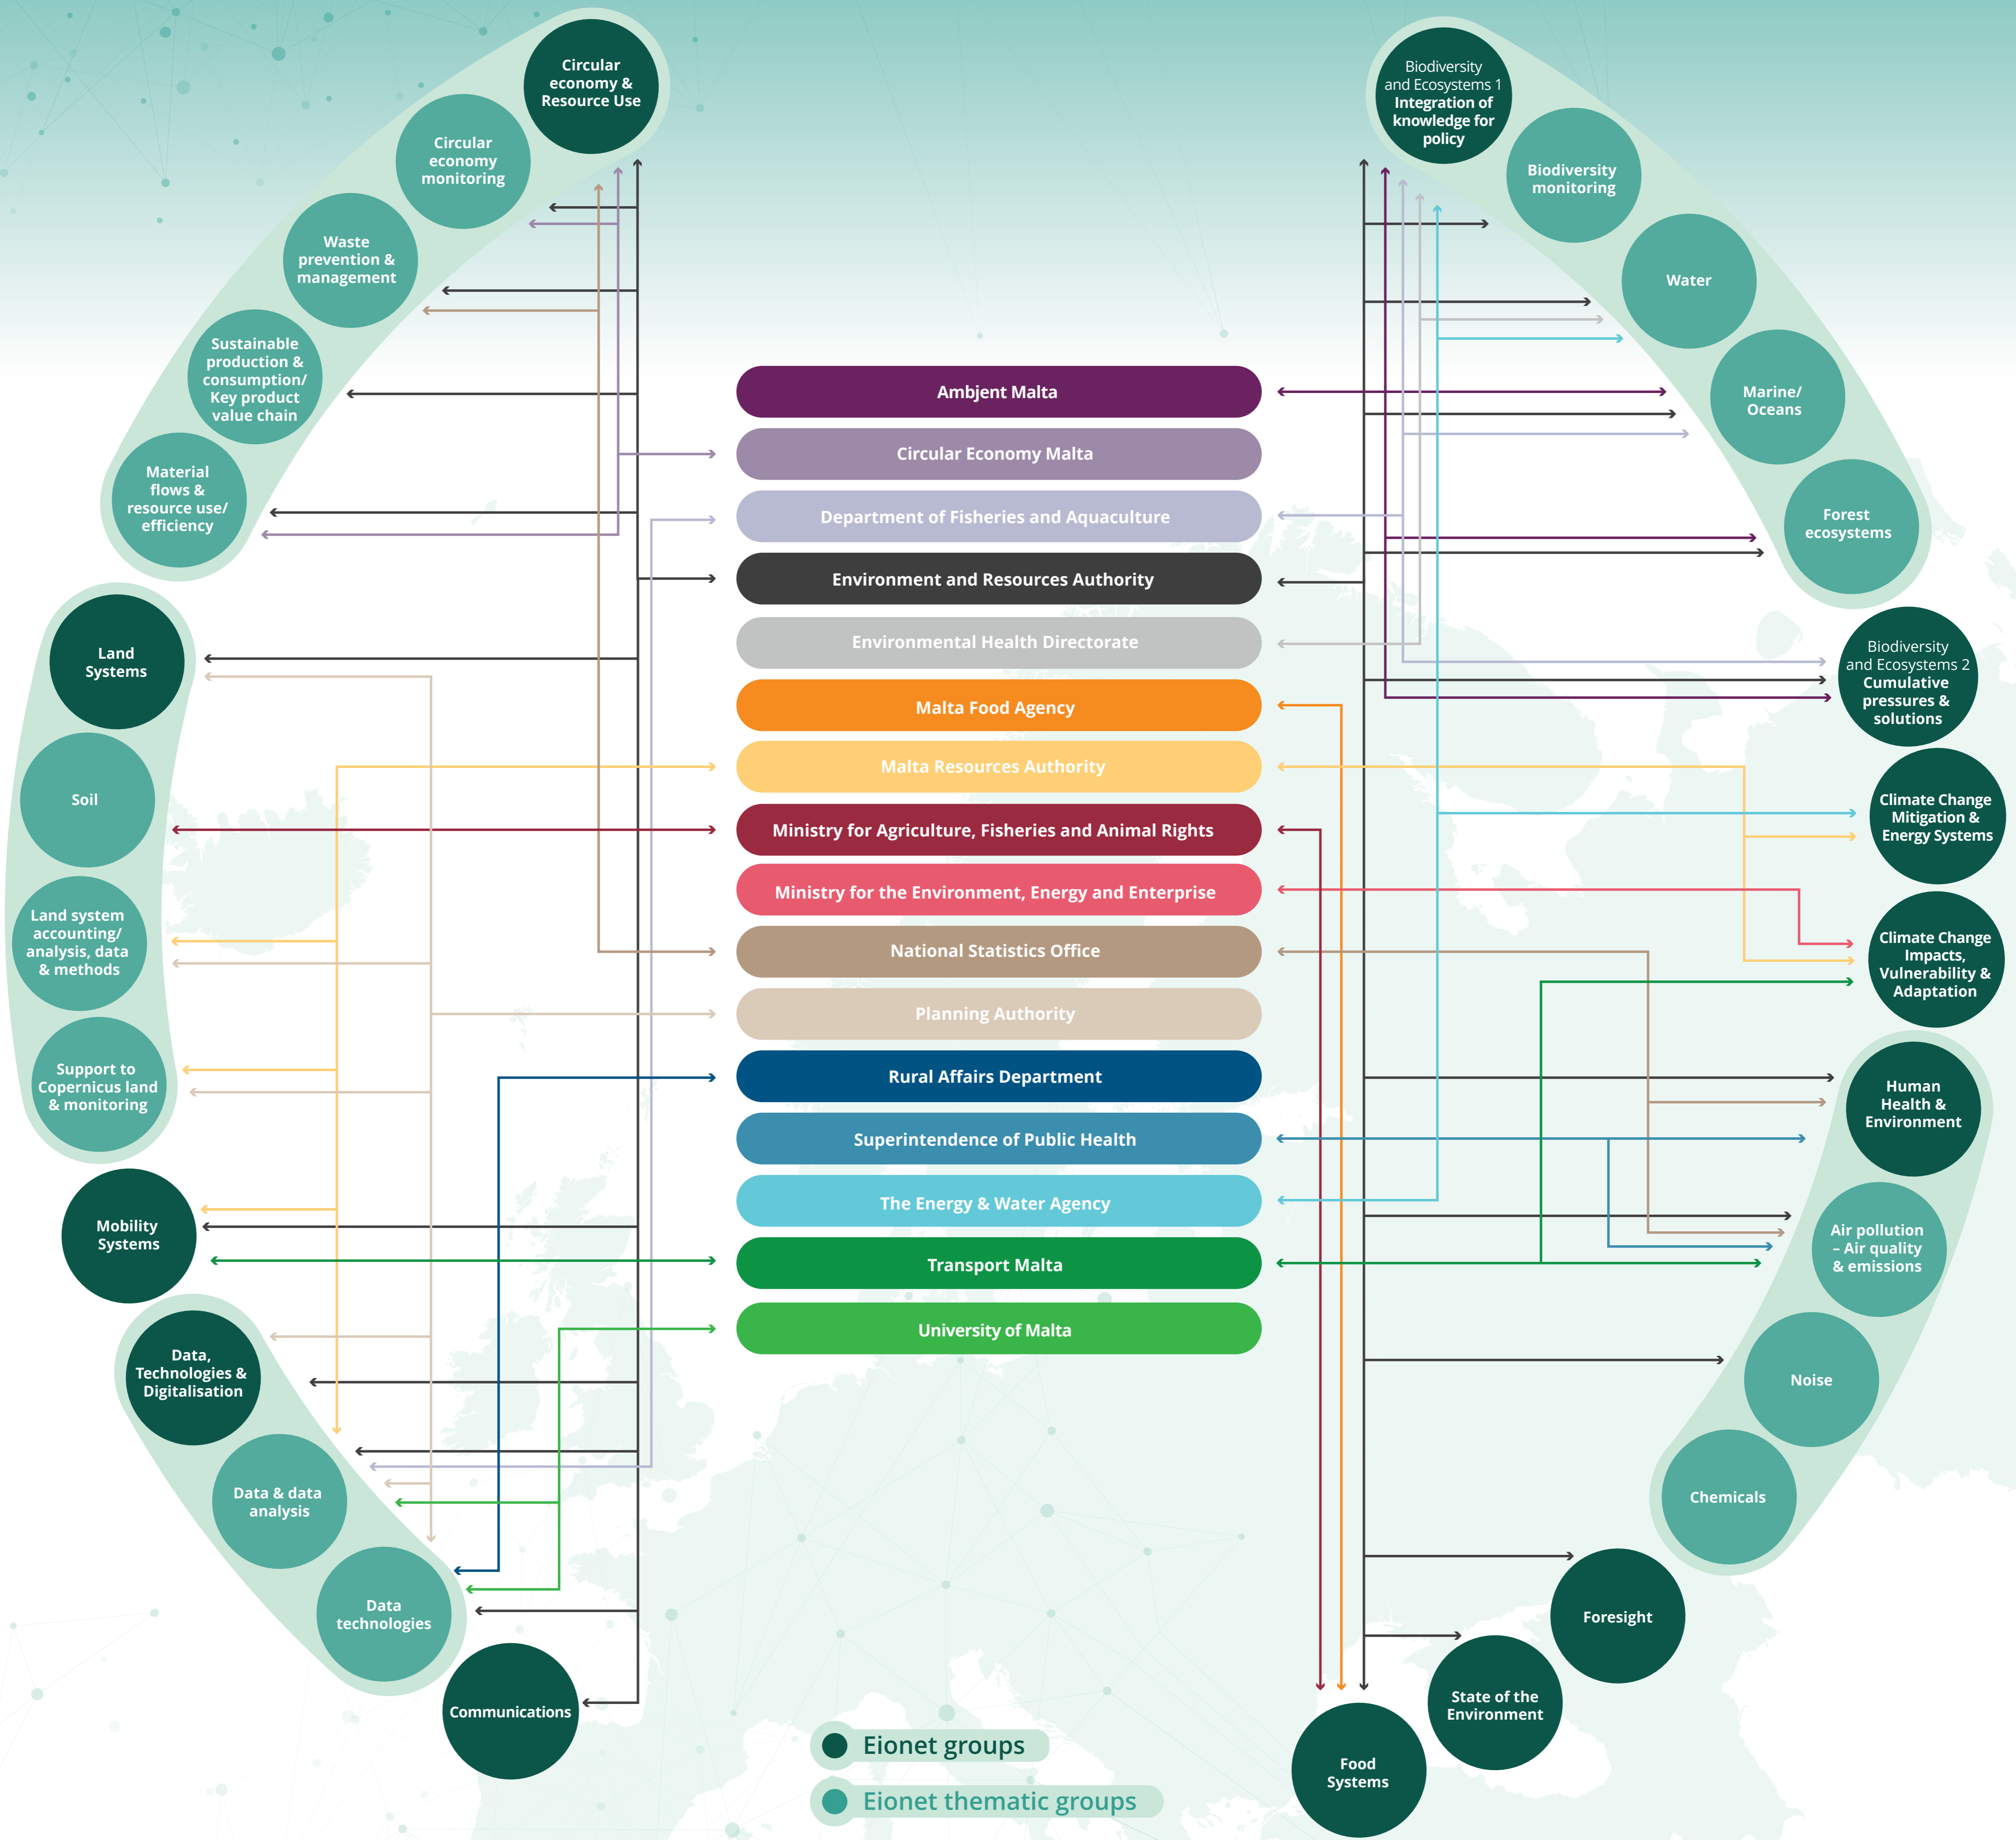 Circular
economy &
Resource Use
Circular
economy
monitoring
Waste
prevention &
management
Sustainable
production &
consumption/
Key product
value chain
Material
flows &
resource use/
efficiency
Land
Systems
Soil
Land system
accounting/
analysis, data
& methods
Support to
Copernicus land
& monitoring
Mobility
Systems
Data,
Technologies &
Digitalisation
Data & data
analysis
Data
technologies
Communications
Ambjent Malta
Circular Economy Malta
Department of Fisheries and Aquaculture
Environment and Resources Authority
Environmental Health Directorate
Malta Food Agency
Malta Resources Authority
Ministry for Agriculture, Fisheries and Animal Rights
Ministry for the Environment, Energy and Enterprise
National Statistics Office
Planning Authority
Rural Affairs Department
Superintendence of Public Health
The Energy & Water Agency
Transport Malta
University of Malta
Biodiversity
and Ecosystems 1
Integration of
knowledge for
policy
Biodiversity
monitoring
Water
Marine/
Oceans
Forest
ecosystems
Biodiversity
and Ecosystems 2
Cumulative
pressures &
solutions
Climate Change
Mitigation &
Energy Systems
Climate Change
Impacts,
Vulnerability &
Adaptation
Human
Health &
Environment
Air pollution
– Air quality
& emissions
Noise
Chemicals
Foresight
State of the
Environment
Food
Systems
Eionet groups
Eionet thematic groups